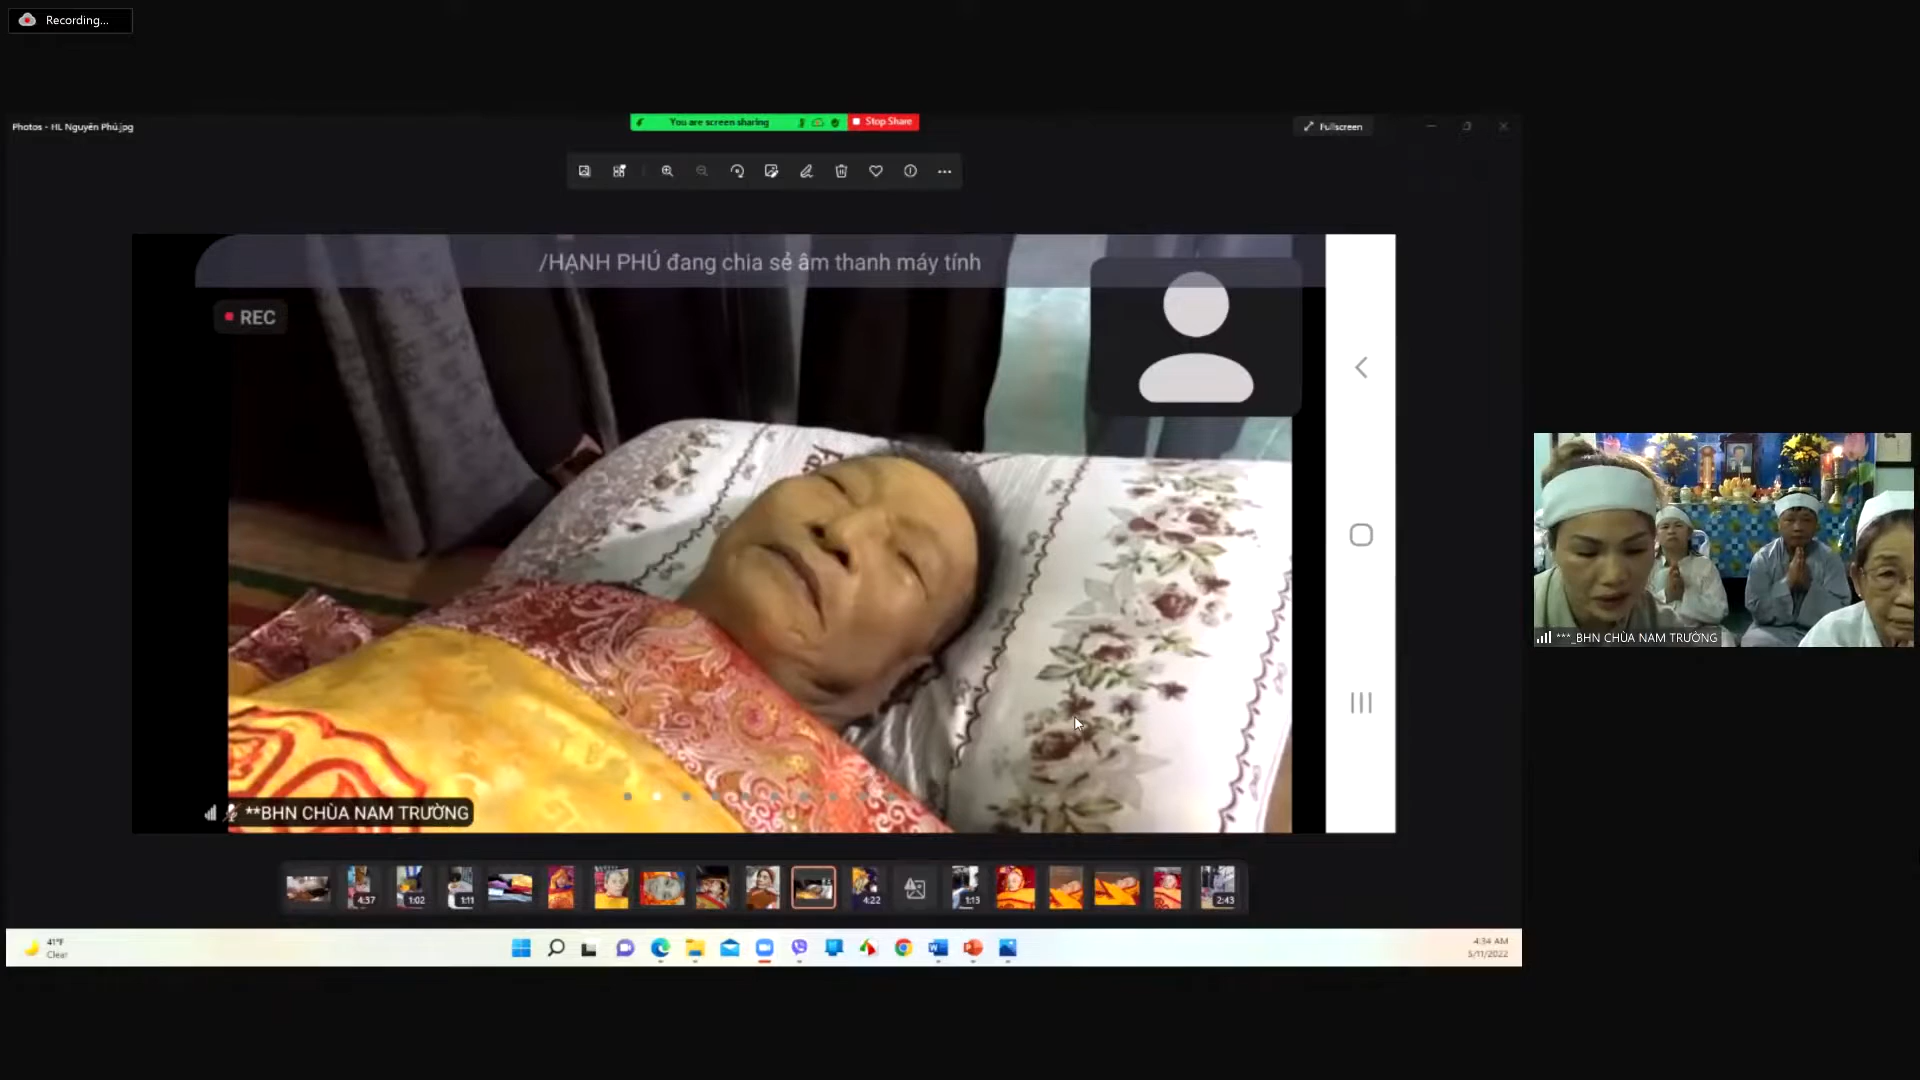 Recording...
Photos - HL Nguyên Phú.jpg
You are screen sharing
Stop Share
Fullscreen
/HẠNH PHÚ đang chia sẻ âm thanh máy tính
REC
**BHN CHÙA NAM TRƯỜNG
***_BHN CHÙA NAM TRƯỜNG
4:37
1:02
1:11
4:22
1:13
2:43
41°F
Clear
4:34 AM
5/11/2022